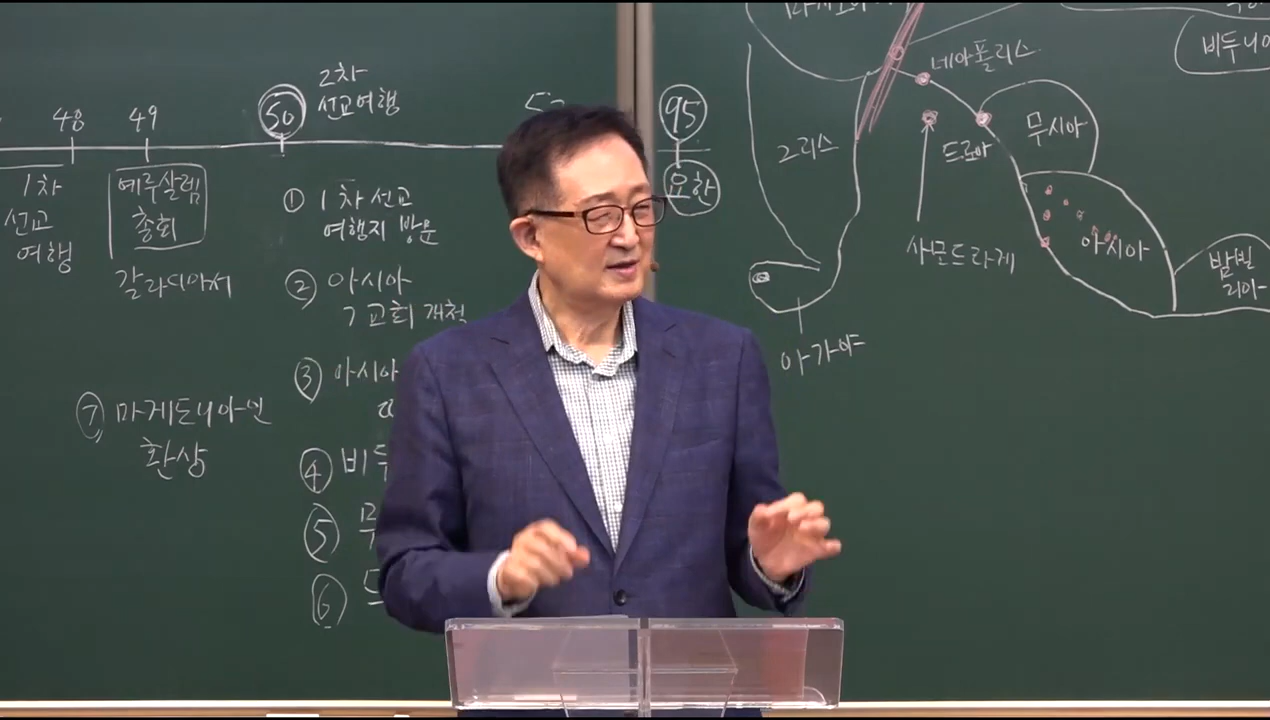 48
49
50
2차
선교여행
95
요한
1차
선교
여행
예루살렘
총회
갈라디아서
① 1차 선교
여행지 방문
② 아시아
7교회 개척
③ 아시아
④ 비두
⑤
⑥
⑦ 마게도니아인
환상
네아폴리스
비두니아
무시아
드로아
그리스
사모드라게
아시아
밤빌
리아
아가야